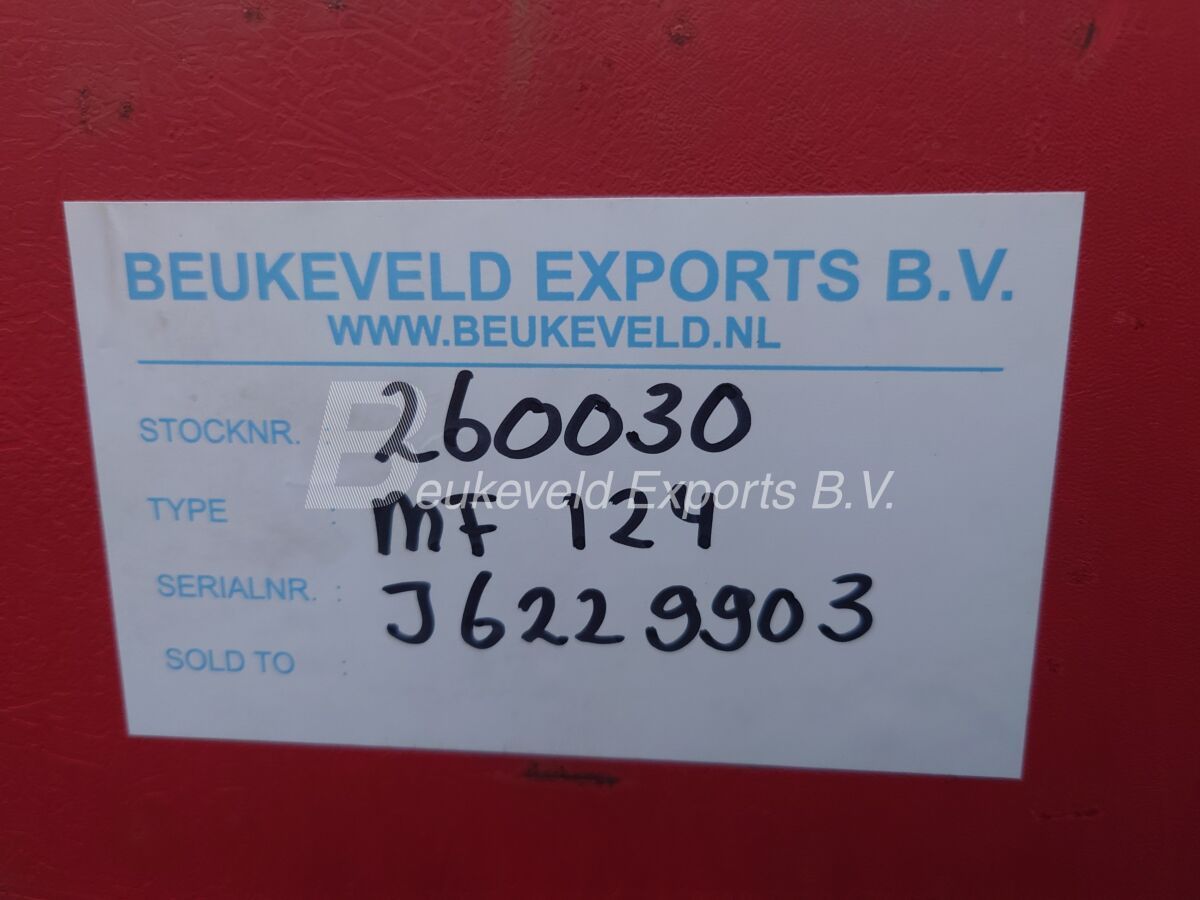 BEUKEVELD EXPORTS B.V.
WWW.BEUKEVELD.NL
STOCKNR. : 260030
Beukeveld Exports B.V.
TYPE : MF 124
SERIALNR. : J6229903
SOLD TO :